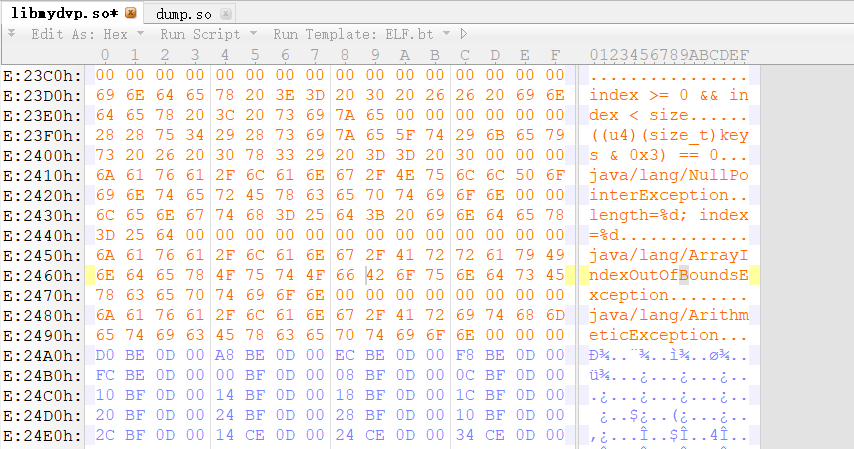 libmydvp.so* dump.so
Edit As: Hex Run Script Run Template: ELF.bt
0 1 2 3 4 5 6 7 8 9 A B C D E F 0123456789ABCDEF
E:23C0h: 00 00 00 00 00 00 00 00 00 00 00 00 00 00 00 00 ................
E:23D0h: 69 6E 64 65 78 20 3E 3D 20 30 20 26 26 20 69 6E index >= 0 && in
E:23E0h: 64 65 78 20 3C 20 73 69 7A 65 00 00 00 00 00 00 dex < size......
E:23F0h: 28 28 75 34 29 28 73 69 7A 65 5F 74 29 6B 65 79 ((u4)(size_t)key
E:2400h: 73 20 26 20 30 78 33 29 20 3D 3D 20 30 00 00 00 s & 0x3) == 0...
E:2410h: 6A 61 76 61 2F 6C 61 6E 67 2F 4E 75 6C 6C 50 6F java/lang/NullPo
E:2420h: 69 6E 74 65 72 45 78 63 65 70 74 69 6F 6E 00 00 interException..
E:2430h: 6C 65 6E 67 74 68 3D 25 64 3B 20 69 6E 64 65 78 length=%d; index
E:2440h: 3D 25 64 00 00 00 00 00 00 00 00 00 00 00 00 00 =%d.............
E:2450h: 6A 61 76 61 2F 6C 61 6E 67 2F 41 72 72 61 79 49 java/lang/ArrayI
E:2460h: 6E 64 65 78 4F 75 74 4F 66 42 6F 75 6E 64 73 45 ndexOutOfBoundsE
E:2470h: 78 63 65 70 74 69 6F 6E 00 00 00 00 00 00 00 00 xception........
E:2480h: 6A 61 76 61 2F 6C 61 6E 67 2F 41 72 69 74 68 6D java/lang/Arithm
E:2490h: 65 74 69 63 45 78 63 65 70 74 69 6F 6E 00 00 00 eticException...
E:24A0h: D0 BE 0D 00 A8 BE 0D 00 EC BE 0D 00 F8 BE 0D 00 Ð¾..¨¾..ì¾..ø¾..
E:24B0h: FC BE 0D 00 00 BF 0D 00 08 BF 0D 00 0C BF 0D 00 ü¾...¿...¿...¿..
E:24C0h: 10 BF 0D 00 14 BF 0D 00 18 BF 0D 00 1C BF 0D 00 .¿...¿...¿...¿..
E:24D0h: 20 BF 0D 00 24 BF 0D 00 28 BF 0D 00 10 BF 0D 00 ¿..$¿..(¿...¿..
E:24E0h: 2C BF 0D 00 14 CE 0D 00 24 CE 0D 00 34 CE 0D 00 ,¿...Î..$Î..4Î..